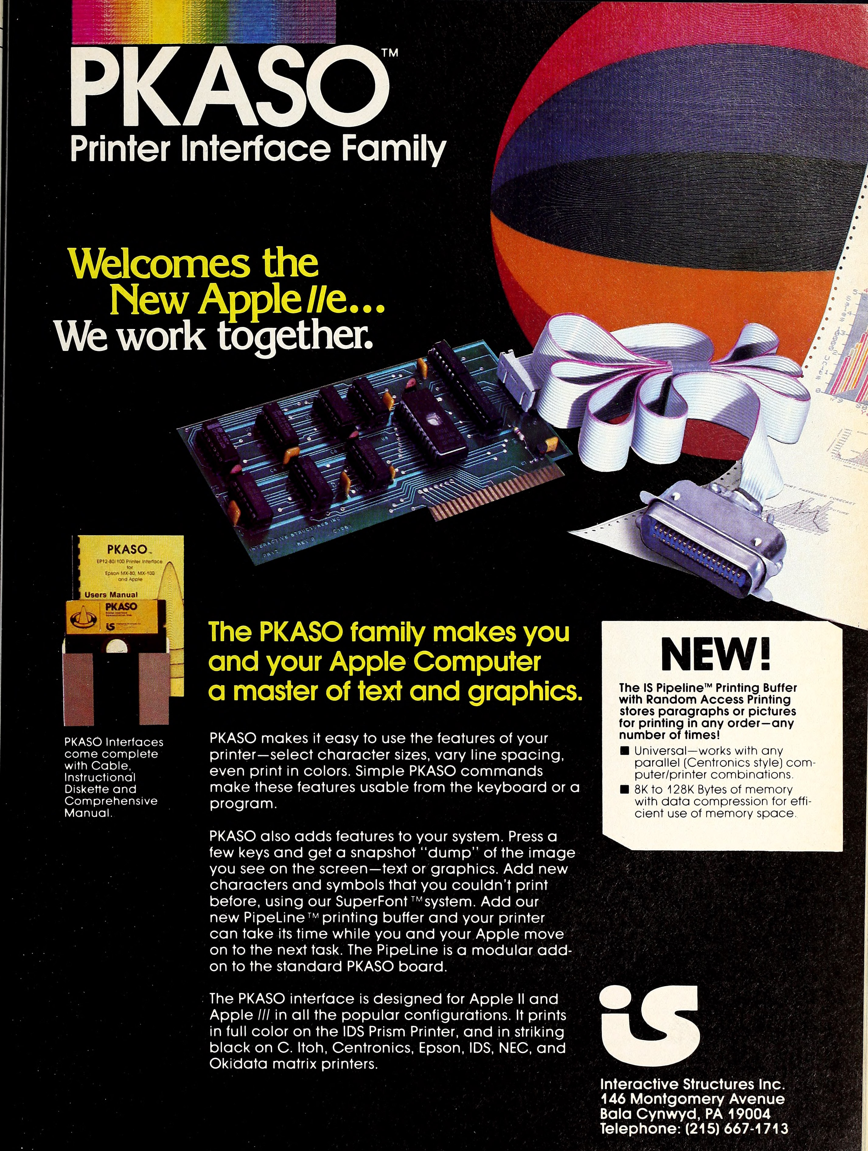 PKASO™
Printer Interface Family
Welcomes the
New Apple //e...
We work together.
PKASO™
Printer Interface
for
Epson MX-80, MX-100
and Apple
Users Manual
PKASO
iS
PKASO Interfaces
come complete
with Cable,
Instructional
Diskette and
Comprehensive
Manual.
The PKASO family makes you
and your Apple Computer
a master of text and graphics.
PKASO makes it easy to use the features of your
printer—select character sizes, vary line spacing,
even print in colors. Simple PKASO commands
make these features usable from the keyboard or a
program.
PKASO also adds features to your system. Press a
few keys and get a snapshot "dump" of the image
you see on the screen—text or graphics. Add new
characters and symbols that you couldn't print
before, using our SuperFont™ system. Add our
new PipeLine™ printing buffer and your printer
can take its time while you and your Apple move
on to the next task. The PipeLine is a modular add-
on to the standard PKASO board.
The PKASO interface is designed for Apple II and
Apple /// in all the popular configurations. It prints
in full color on the IDS Prism Printer, and in striking
black on C. Itoh, Centronics, Epson, IDS, NEC, and
Okidata matrix printers.
NEW!
The IS Pipeline™ Printing Buffer
with Random Access Printing
stores paragraphs or pictures
for printing in any order—any
number of times!
■ Universal—works with any
parallel (Centronics style) com-
puter/printer combinations.
■ 8K to 128K Bytes of memory
with data compression for effi-
cient use of memory space.
iS
Interactive Structures Inc.
146 Montgomery Avenue
Bala Cynwyd, PA 19004
Telephone: (215) 667-1713